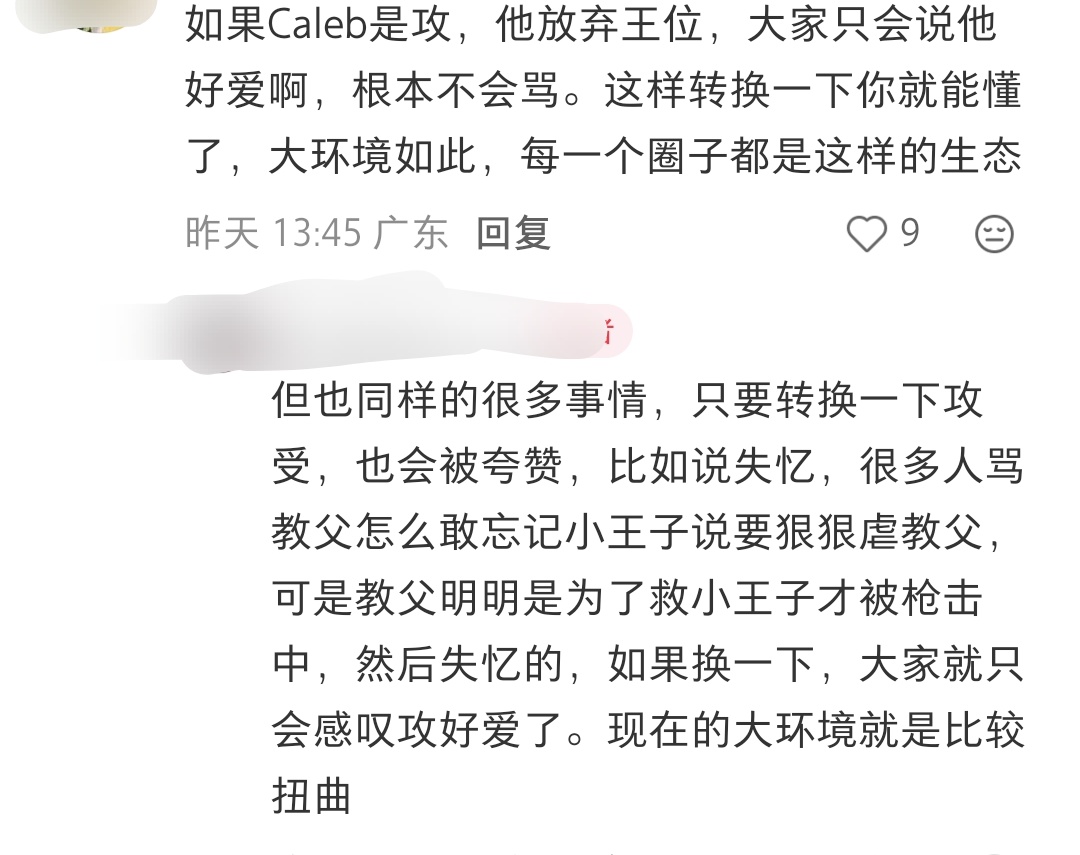 如果Caleb是攻，他放弃王位，大家只会说他
好爱啊，根本不会骂。这样转换一下你就能懂
了，大环境如此，每一个圈子都是这样的生态
昨天 13:45 广东 回复 9
但也同样的很多事情，只要转换一下攻
受，也会被夸赞，比如说失忆，很多人骂
教父怎么敢忘记小王子说要狠狠虐教父，
可是教父明明是为了救小王子才被枪击
中，然后失忆的，如果换一下，大家就只
会感叹攻好爱了。现在的大环境就是比较
扭曲